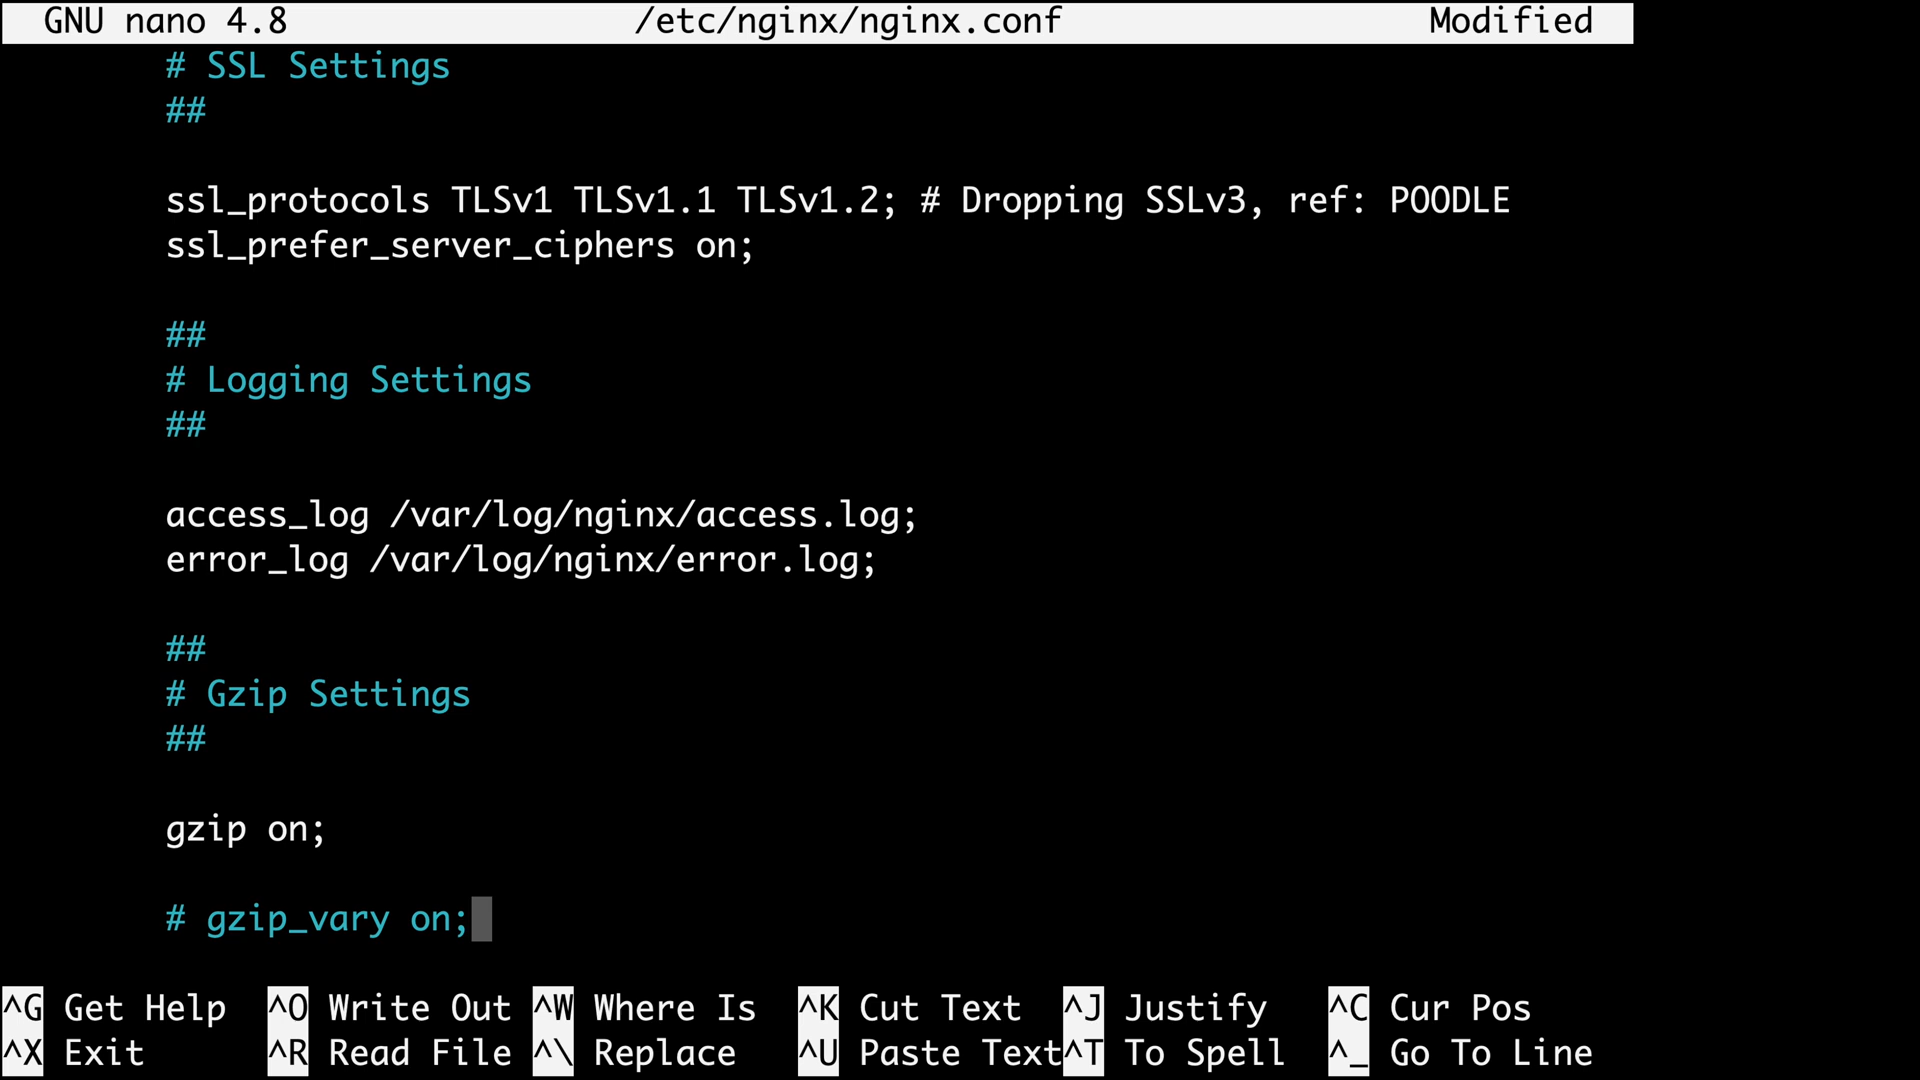 GNU nano 4.8 /etc/nginx/nginx.conf Modified
# SSL Settings
##
ssl_protocols TLSv1 TLSv1.1 TLSv1.2; # Dropping SSLv3, ref: POODLE
ssl_prefer_server_ciphers on;
##
# Logging Settings
##
access_log /var/log/nginx/access.log;
error_log /var/log/nginx/error.log;
##
# Gzip Settings
##
gzip on;
# gzip_vary on;
^G Get Help ^O Write Out ^W Where Is ^K Cut Text ^J Justify ^C Cur Pos
^X Exit ^R Read File ^\ Replace ^U Paste Text ^T To Spell ^_ Go To Line